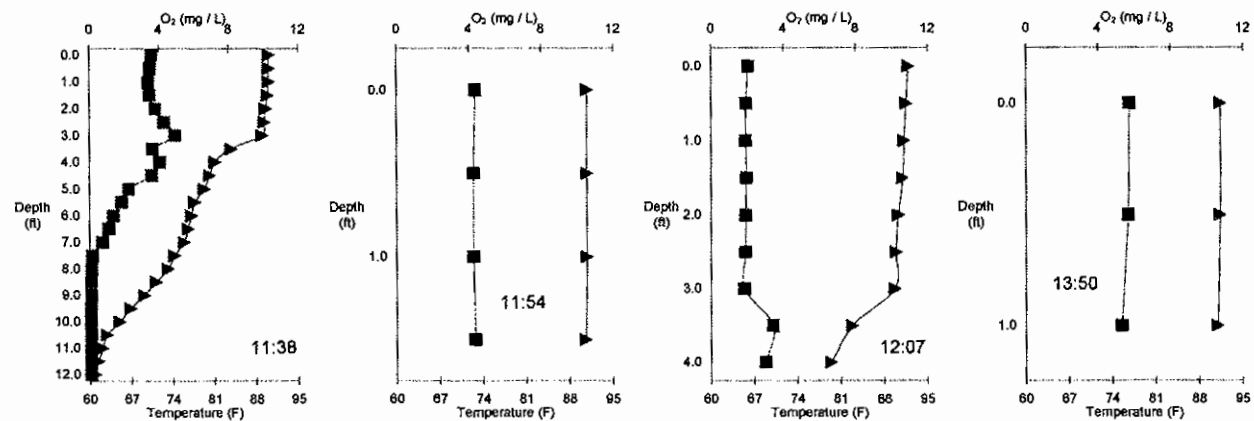 O₂ (mg / L)
0 4 8 12
0.0
1.0
2.0
3.0
4.0
5.0
Depth
(ft)
6.0
7.0
8.0
9.0
10.0
11.0
12.0
11:38
60 67 74 81 88 95
Temperature (F)
O₂ (mg / L)
0 4 8 12
0.0
Depth
(ft)
1.0
11:54
60 67 74 81 88 95
Temperature (F)
O₂ (mg / L)
0 4 8 12
0.0
0.5
1.0
1.5
Depth
(ft)
2.0
2.5
3.0
3.5
4.0
12:07
60 67 74 81 88 95
Temperature (F)
O₂ (mg / L)
0 4 8 12
0.0
Depth
(ft)
13:50
1.0
60 67 74 81 88 95
Temperature (F)